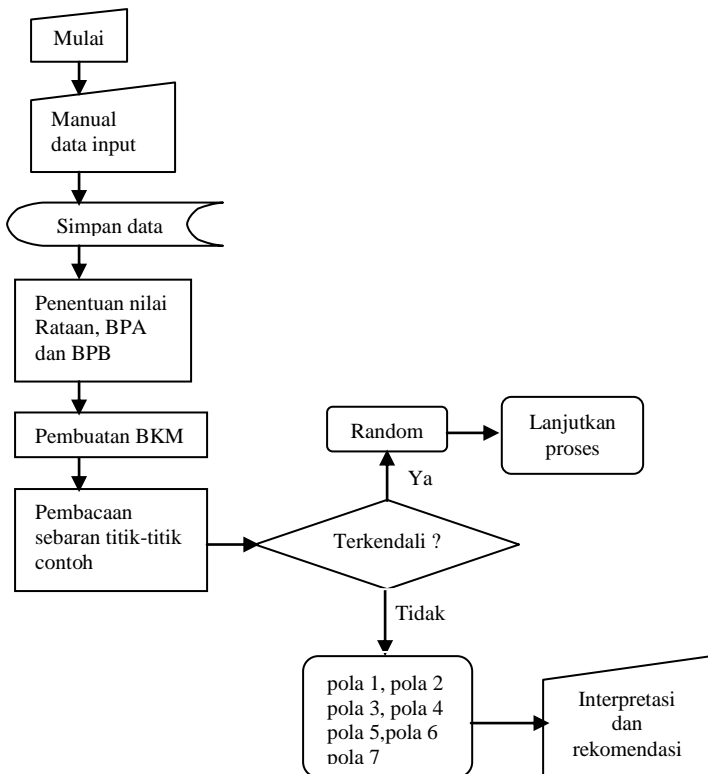 Mulai
Manual
data input
Simpan data
Penentuan nilai
Rataan, BPA
dan BPB
Pembuatan BKM
Pembacaan
sebaran titik-titik
contoh
Terkendali ?
Ya
Random
Lanjutkan
proses
Tidak
pola 1, pola 2
pola 3, pola 4
pola 5,pola 6
pola 7
Interpretasi
dan
rekomendasi